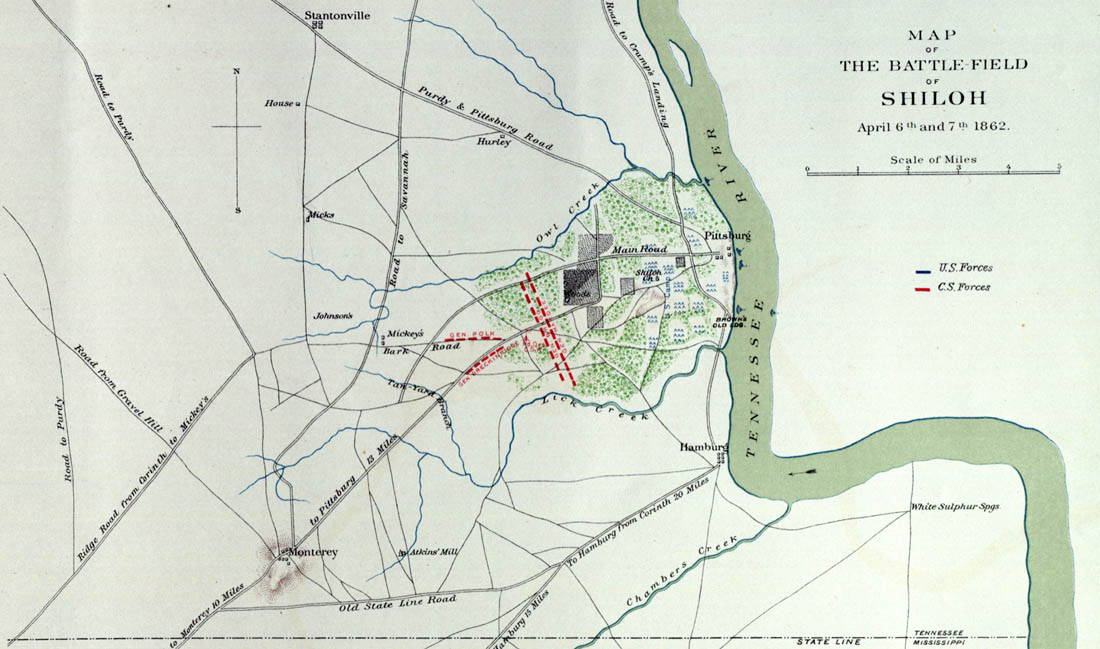 MAP
OF
THE BATTLE-FIELD
OF
SHILOH
April 6th and 7th 1862.
Scale of Miles
0 1 2 3 4 5
U.S. Forces
C.S. Forces
Stantonville
Road to Purdy
N
S
House
Purdy & Pittsburg Road
Hurley
Road to Crump's Landing
Road to Savannah
Micks
Owl Creek
TENNESSEE RIVER
Pittsburg
Main Road
Shiloh
Woods
Johnson's
Mickey's
Bark Road
GEN. POLK
GEN. BRECKINRIDGE
BROWN'S
OLD LDG.
Lick Creek
Tan-Yard Branch
Road from Gravel Hill
Road to Purdy
Ridge Road from Corinth to Mickey's
to Pittsburg 13 Miles
Hamburg
To Hamburg from Corinth 20 Miles
White Sulphur Spgs.
Monterey
Atkins' Mill
Chambers Creek
to Monterey 10 Miles
Old State Line Road
Hamburg 15 Miles
STATE LINE
TENNESSEE
MISSISSIPPI